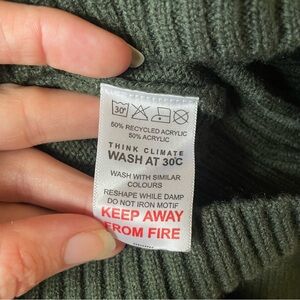 30°
50% RECYCLED ACRYLIC
50% ACRYLIC
THINK CLIMATE
WASH AT 30C
WASH WITH SIMILAR
COLOURS
RESHAPE WHILE DAMP
DO NOT IRON MOTIF
KEEP AWAY
FROM FIRE